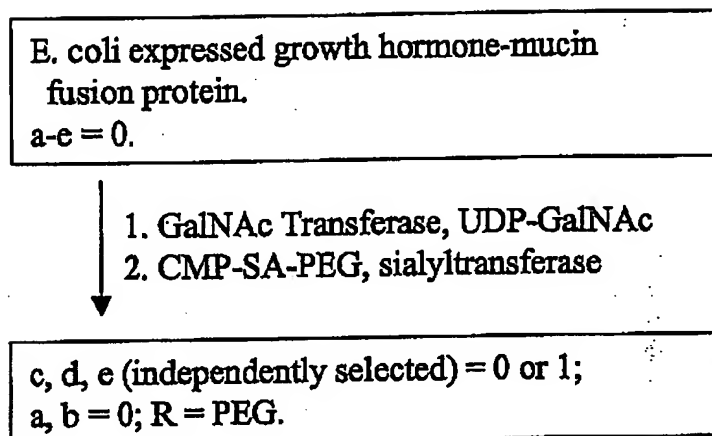 E. coli expressed growth hormone-mucin
fusion protein.
a-e = 0.
1. GalNAc Transferase, UDP-GalNAc
2. CMP-SA-PEG, sialyltransferase
c, d, e (independently selected) = 0 or 1;
a, b = 0; R = PEG.